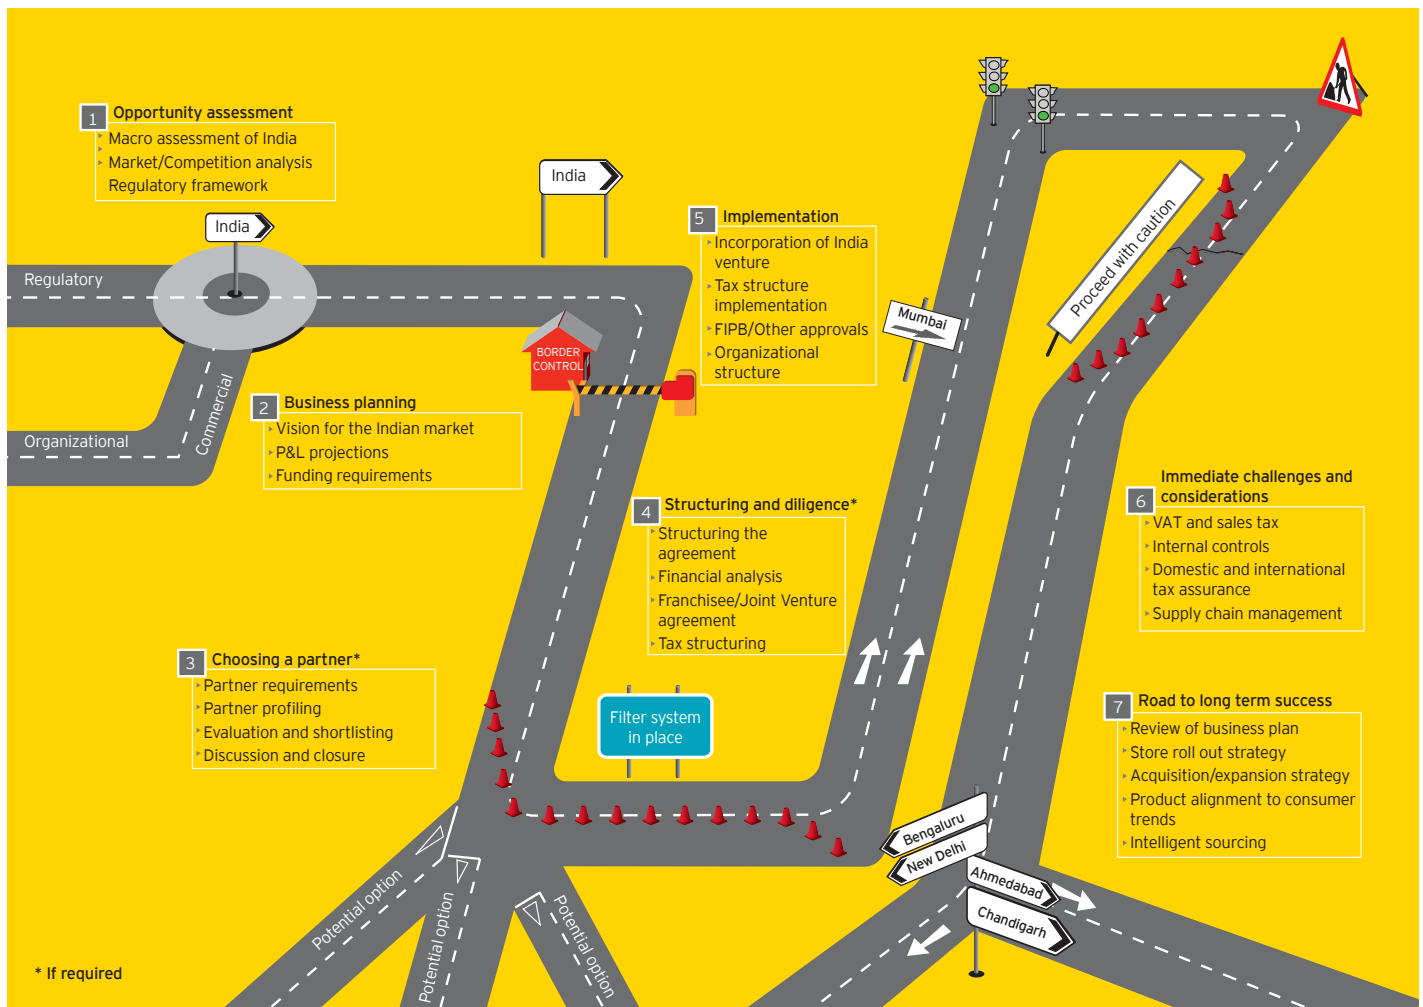 1
Opportunity assessment
Macro assessment of India
Market/Competition analysis
Regulatory framework
India
Regulatory
Organizational
Commercial
India
BORDER
CONTROL
2
Business planning
Vision for the Indian market
P&L projections
Funding requirements
3
Choosing a partner*
Partner requirements
Partner profiling
Evaluation and shortlisting
Discussion and closure
Potential option
Potential option
Potential option
4
Structuring and diligence*
Structuring the
agreement
Financial analysis
Franchisee/Joint Venture
agreement
Tax structuring
Filter system
in place
5
Implementation
Incorporation of India
venture
Tax structure
implementation
FIPB/Other approvals
Organizational
structure
Mumbai
Proceed with caution
6
Immediate challenges and
considerations
VAT and sales tax
Internal controls
Domestic and international
tax assurance
Supply chain management
7
Road to long term success
Review of business plan
Store roll out strategy
Acquisition/expansion strategy
Product alignment to consumer
trends
Intelligent sourcing
Bengaluru
New Delhi
Ahmedabad
Chandigarh
* If required